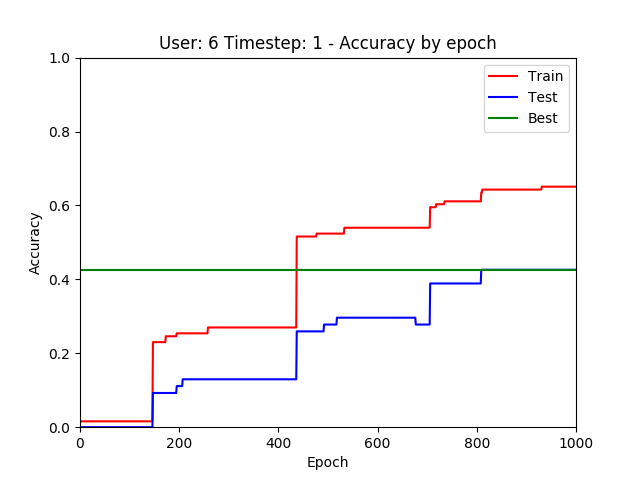 User: 6 Timestep: 1 - Accuracy by epoch
1.0
0.8
0.6
0.4
0.2
0.0
Accuracy
Train
Test
Best
0 200 400 600 800 1000
Epoch